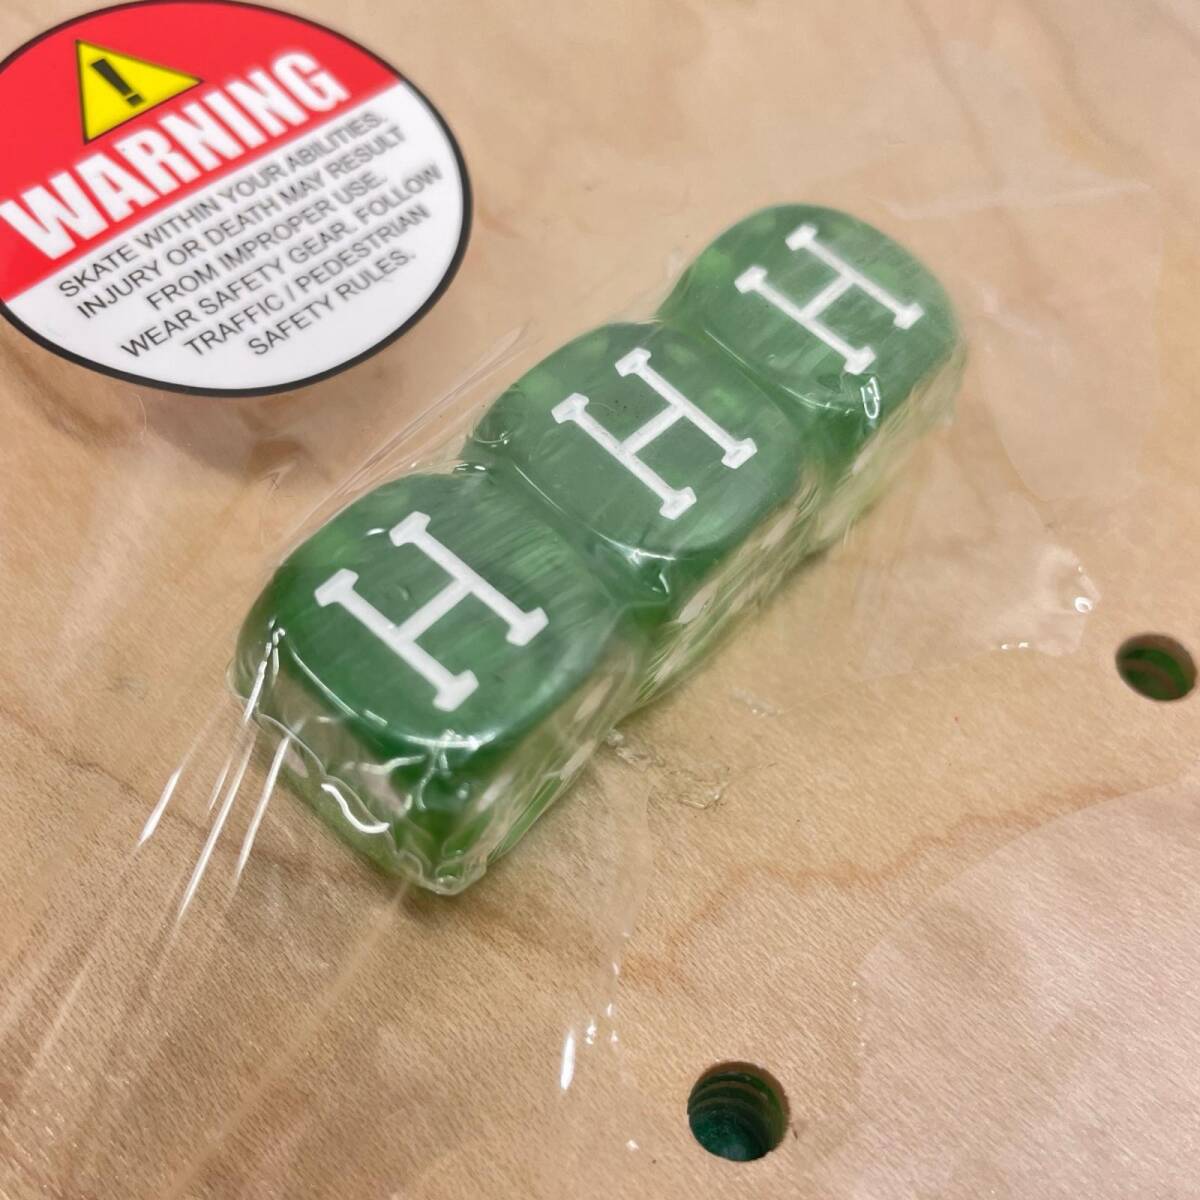 WARNING
SKATE WITHIN YOUR ABILITIES.
INJURY OR DEATH MAY RESULT
FROM IMPROPER USE.
WEAR SAFETY GEAR. FOLLOW
TRAFFIC / PEDESTRIAN
SAFETY RULES.
H H H